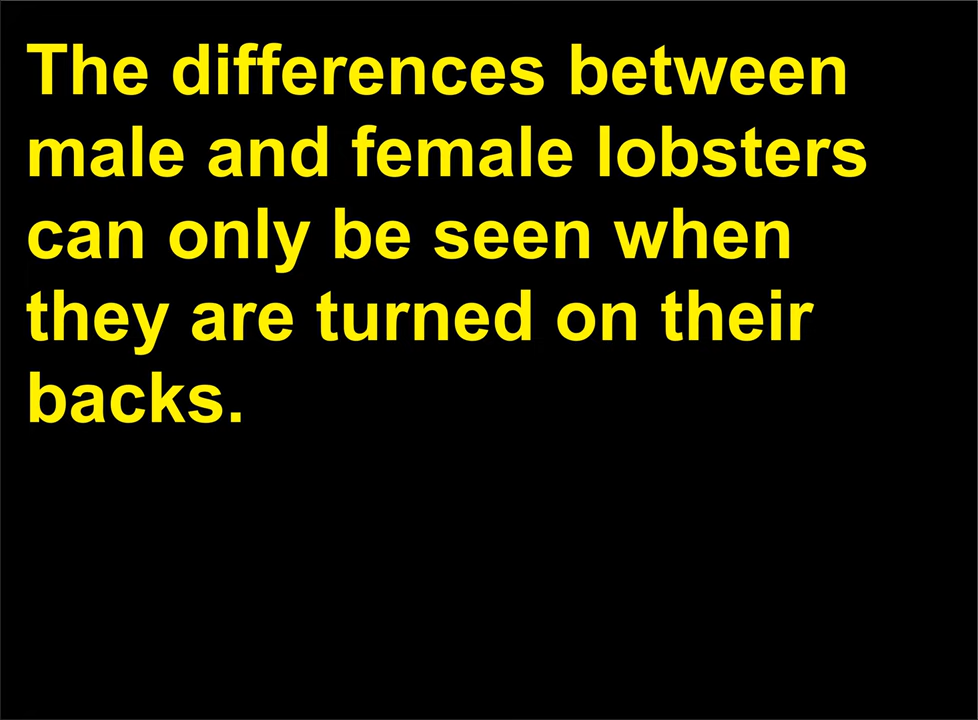 The differences between
male and female lobsters
can only be seen when
they are turned on their
backs.